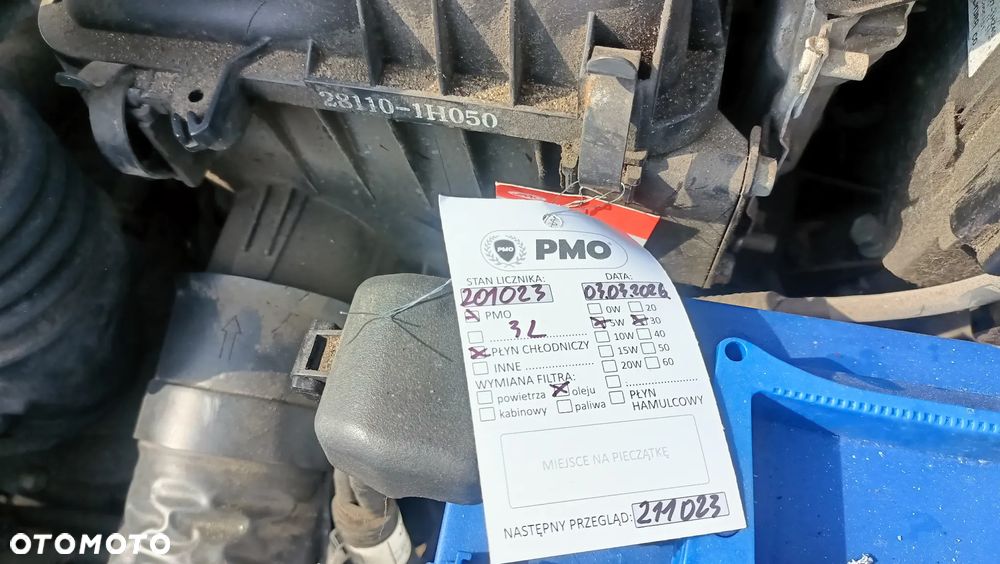 28110-1H050
PMO PMO
STAN LICZNIKA: DATA:
201023 07.07.2026
PMO 0W 20
3L 5W 30
PŁYN CHŁODNICZY 10W 40
INNE 15W 50
WYMIANA FILTRA: 20W 60
powietrza oleju
kabinowy paliwa PŁYN HAMULCOWY
MIEJSCE NA PIECZĄTKĘ
NASTĘPNY PRZEGLĄD: 211023
OTOMOTO